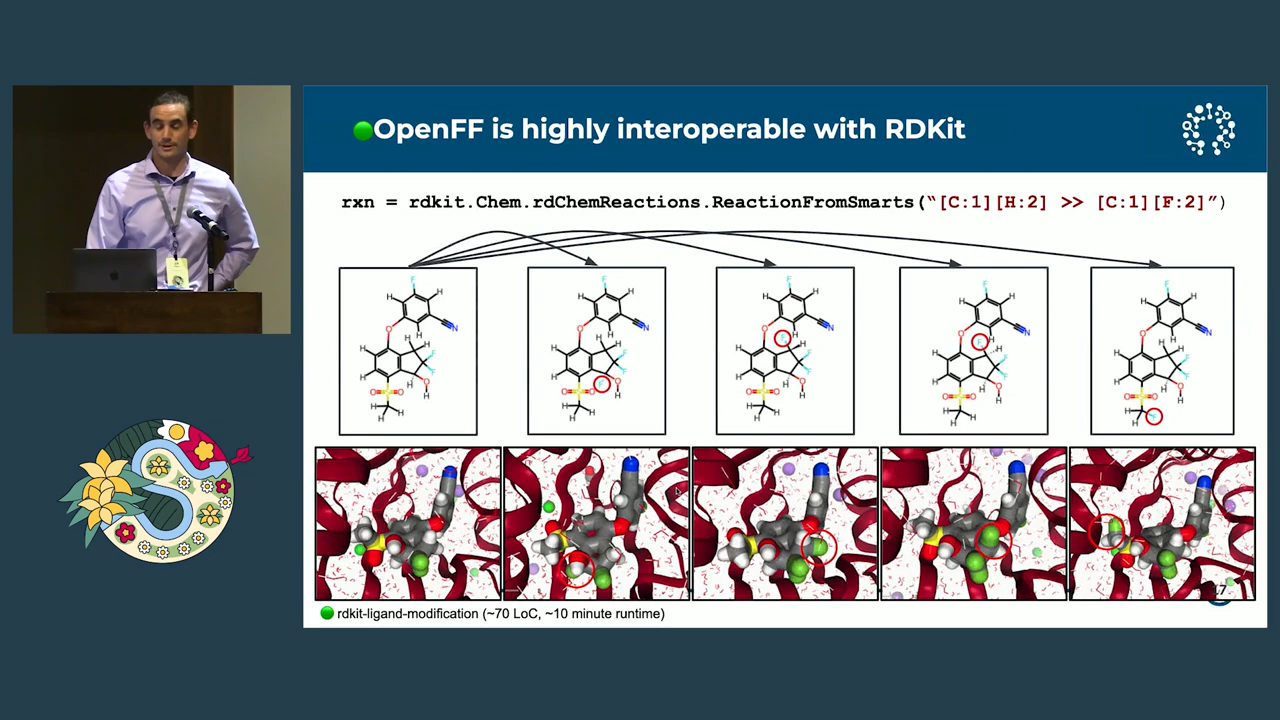 OpenFF is highly interoperable with RDKit
rxn = rdkit.Chem.rdChemReactions.ReactionFromSmarts(“[C:1][H:2] >> [C:1][F:2]”)
rdkit-ligand-modification (~70 LoC, ~10 minute runtime)